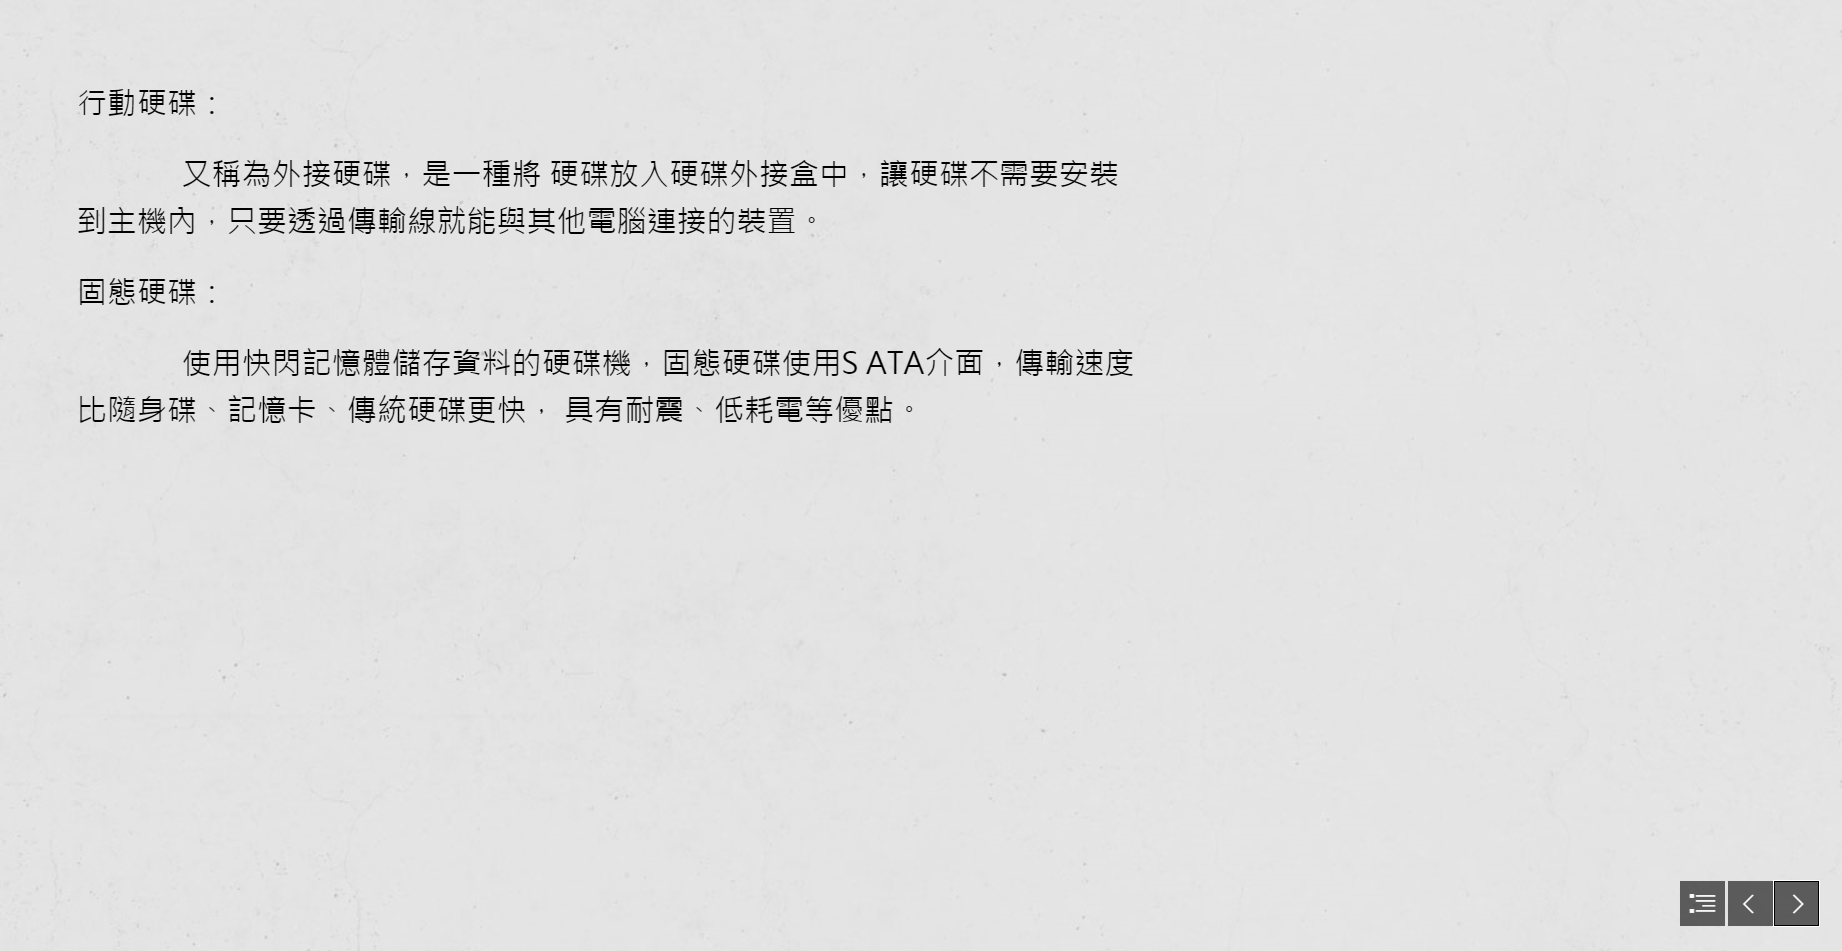 行動硬碟：
又稱為外接硬碟，是一種將 硬碟放入硬碟外接盒中，讓硬碟不需要安裝
到主機內，只要透過傳輸線就能與其他電腦連接的裝置。
固態硬碟：
使用快閃記憶體儲存資料的硬碟機，固態硬碟使用S ATA介面，傳輸速度
比隨身碟、記憶卡、傳統硬碟更快， 具有耐震、低耗電等優點。